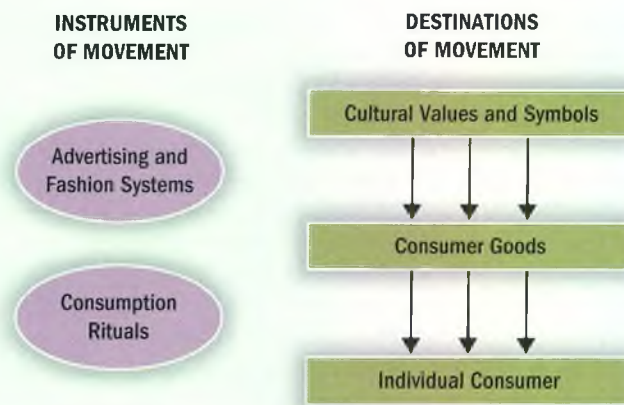 INSTRUMENTS
OF MOVEMENT
DESTINATIONS
OF MOVEMENT
Advertising and
Fashion Systems
Consumption
Rituals
Cultural Values and Symbols
Consumer Goods
Individual Consumer